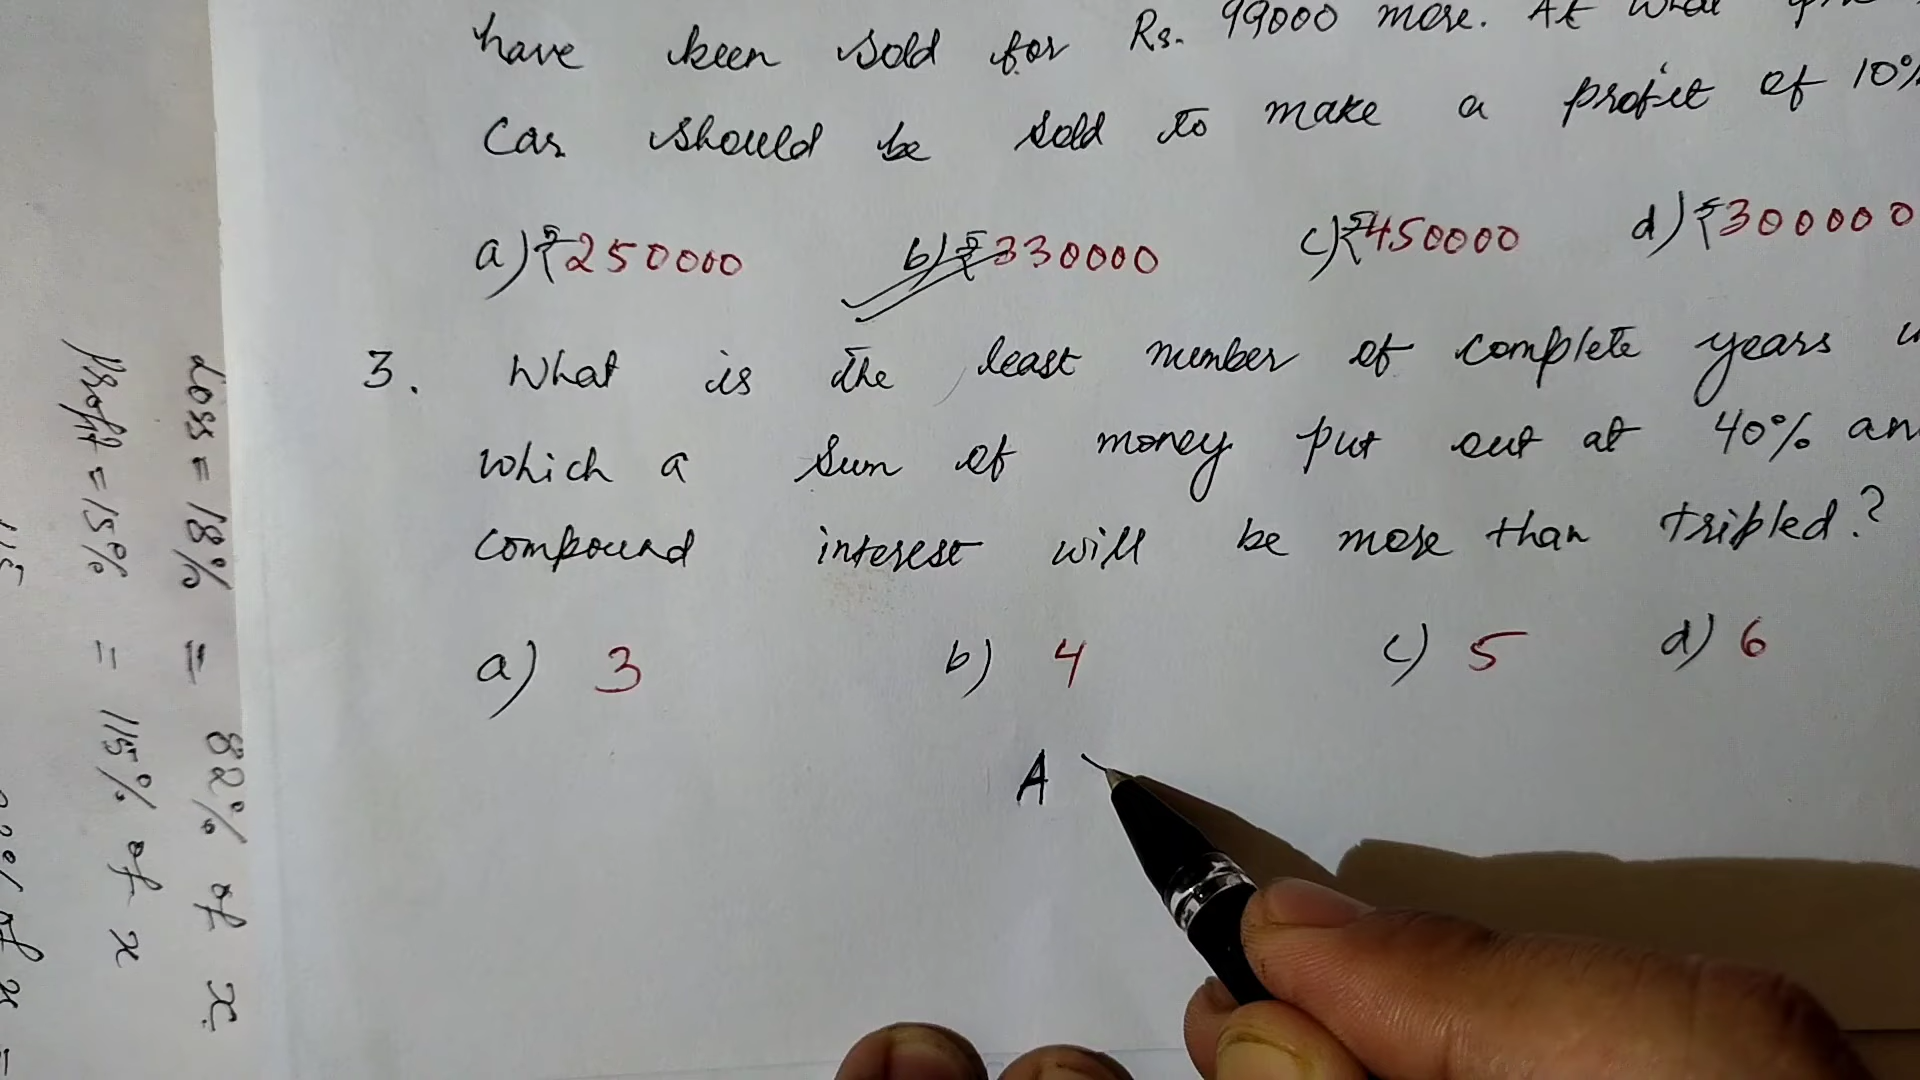 have been sold for Rs. 99000 more. At what
Car should be sold to make a profit of 10%
a) ₹250000 b) ₹330000 c) ₹450000 d) ₹300000
3. What is the least number of complete years
which a sum of money put out at 40%
compound interest will be more than tripled?
a) 3 b) 4 c) 5 d) 6
A
Loss = 18% = 82% of x
Profit = 15% = 115% of x